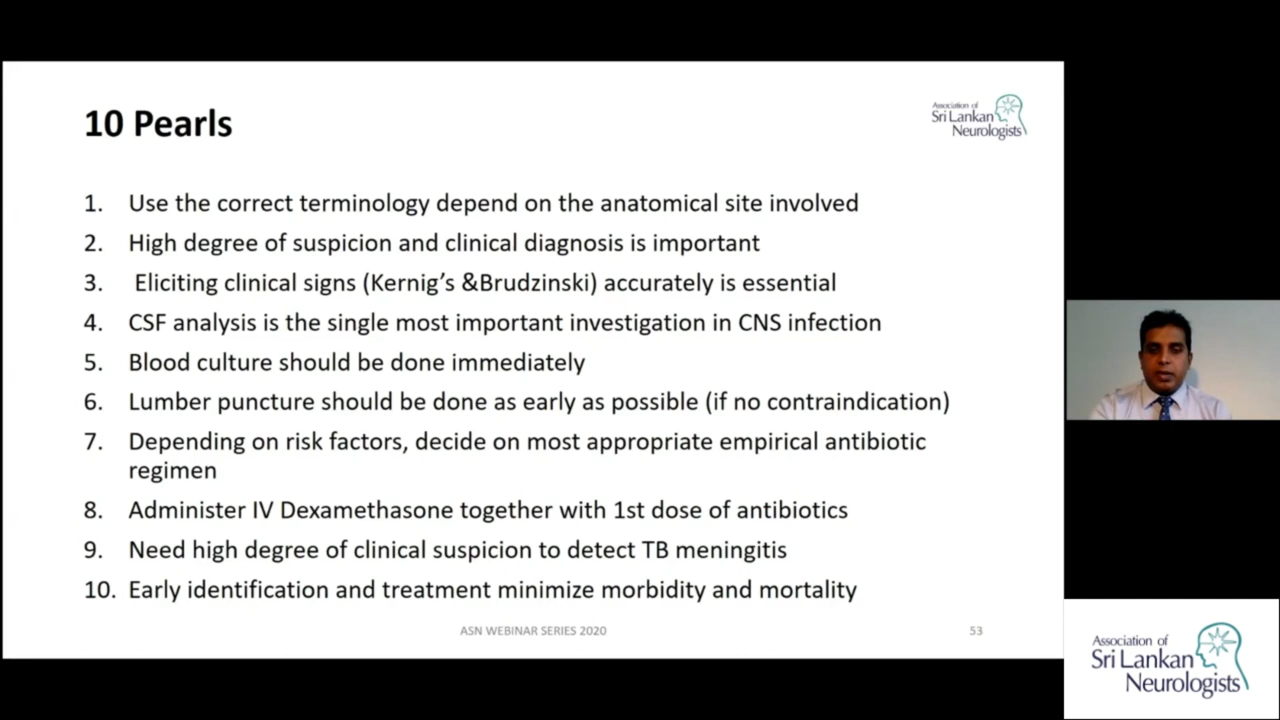 10 Pearls
Association of
Sri Lankan
Neurologists
1. Use the correct terminology depend on the anatomical site involved
2. High degree of suspicion and clinical diagnosis is important
3. Eliciting clinical signs (Kernig's &Brudzinski) accurately is essential
4. CSF analysis is the single most important investigation in CNS infection
5. Blood culture should be done immediately
6. Lumber puncture should be done as early as possible (if no contraindication)
7. Depending on risk factors, decide on most appropriate empirical antibiotic
regimen
8. Administer IV Dexamethasone together with 1st dose of antibiotics
9. Need high degree of clinical suspicion to detect TB meningitis
10. Early identification and treatment minimize morbidity and mortality
ASN WEBINAR SERIES 2020
53
Association of
Sri Lankan
Neurologists